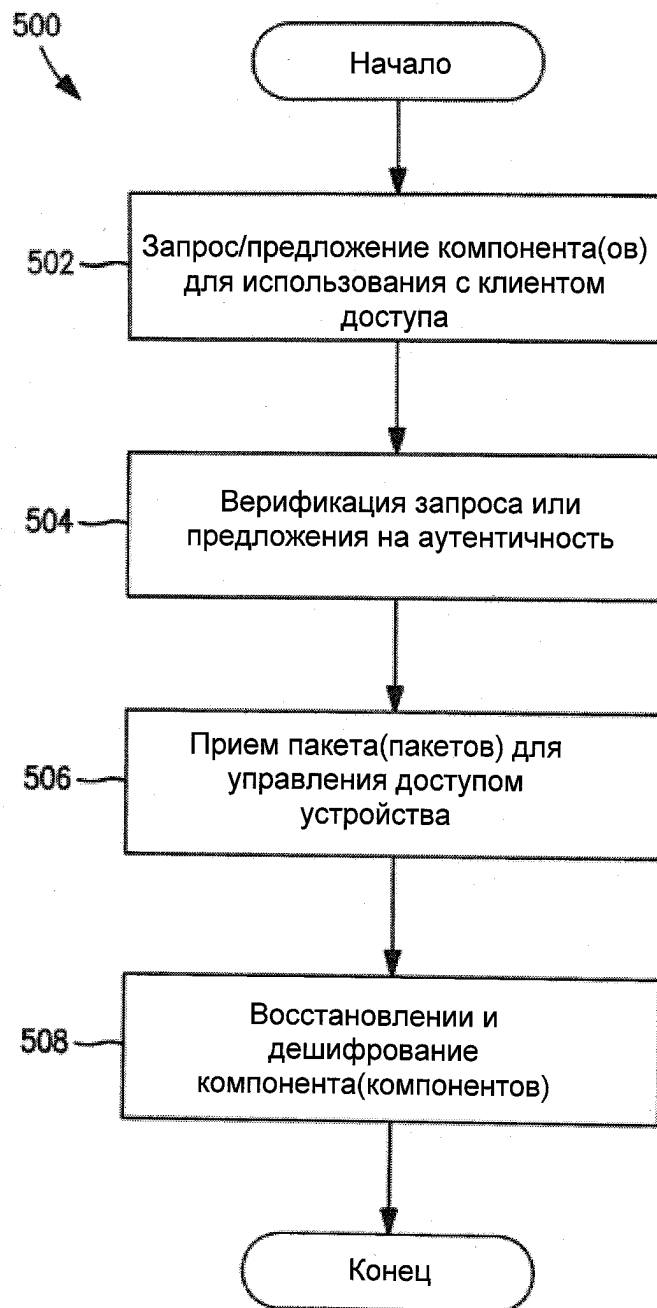 500
Начало
502
Запрос/предложение компонента(ов)
для использования с клиентом
доступа
504
Верификация запроса или
предложения на аутентичность
506
Прием пакета(пакетов) для
управления доступом
устройства
508
Восстановлении и
дешифрование
компонента(компонентов)
Конец